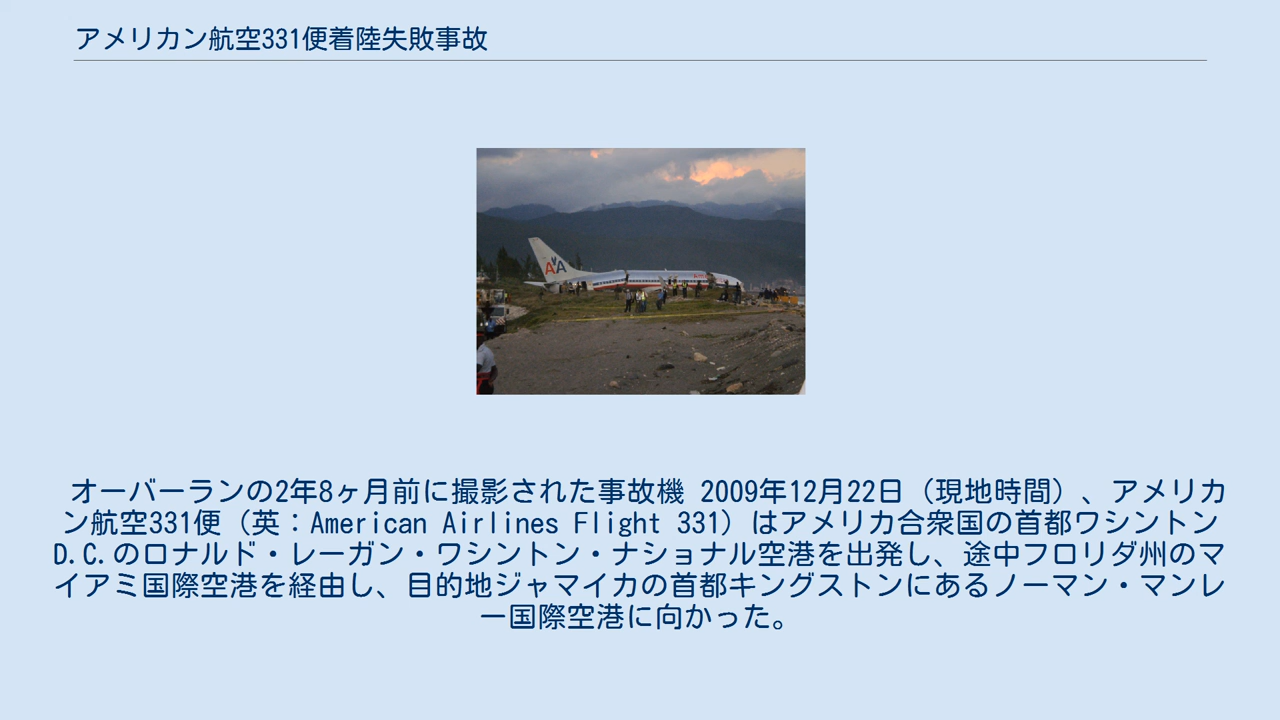 アメリカン航空331便着陸失敗事故
AA
オーバーランの2年8ヶ月前に撮影された事故機 2009年12月22日（現地時間）、アメリカ
ン航空331便（英：American Airlines Flight 331）はアメリカ合衆国の首都ワシントン
D.C.のロナルド・レーガン・ワシントン・ナショナル空港を出発し、途中フロリダ州のマ
イアミ国際空港を経由し、目的地ジャマイカの首都キングストンにあるノーマン・マンレ
ー国際空港に向かった。